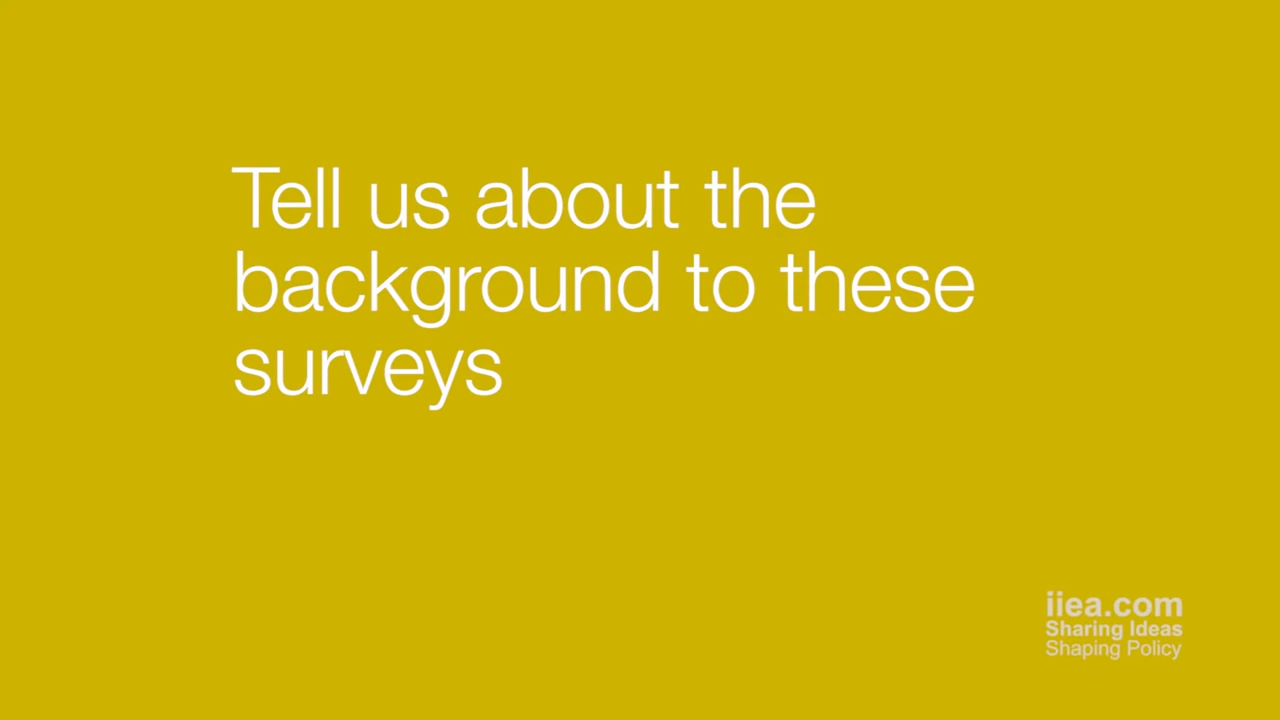 Tell us about the
background to these
surveys
iiea.com
Sharing Ideas
Shaping Policy